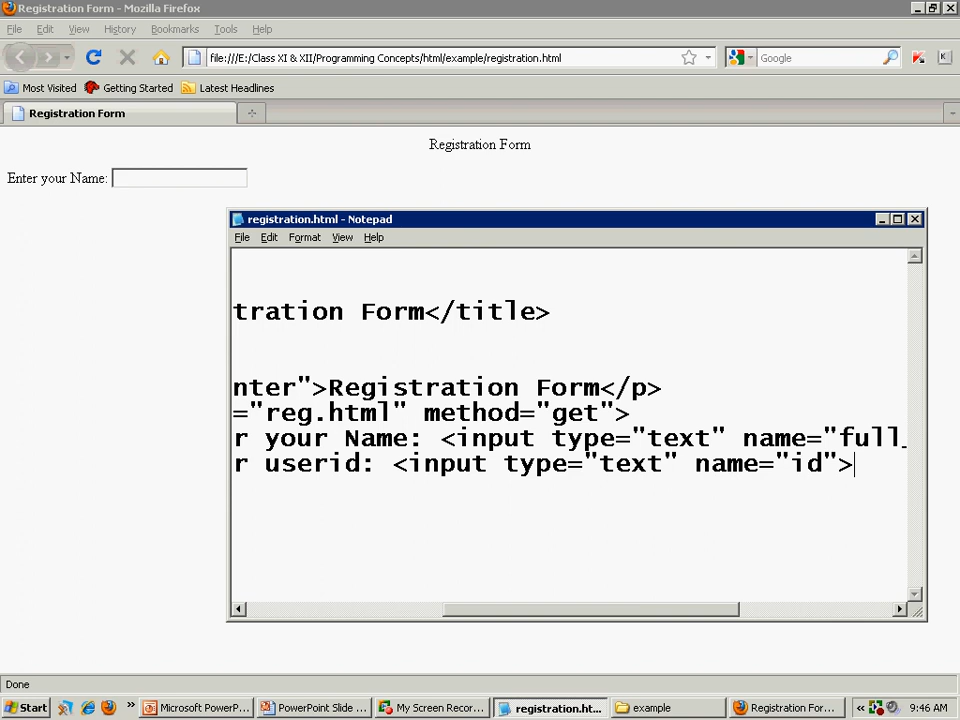 Registration Form - Mozilla Firefox
File Edit View History Bookmarks Tools Help
file:///E:/Class XI & XII/Programming Concepts/html/example/registration.html
Google
Most Visited Getting Started Latest Headlines
Registration Form
Registration Form
Enter your Name:
registration.html - Notepad
File Edit Format View Help
tration Form</title>
nter">Registration Form</p>
="reg.html" method="get">
r your Name: <input type="text" name="full_
r userid: <input type="text" name="id">
Done
Start » Microsoft PowerP... PowerPoint Slide ... My Screen Recor... registration.ht... example Registration For... « 9:46 AM